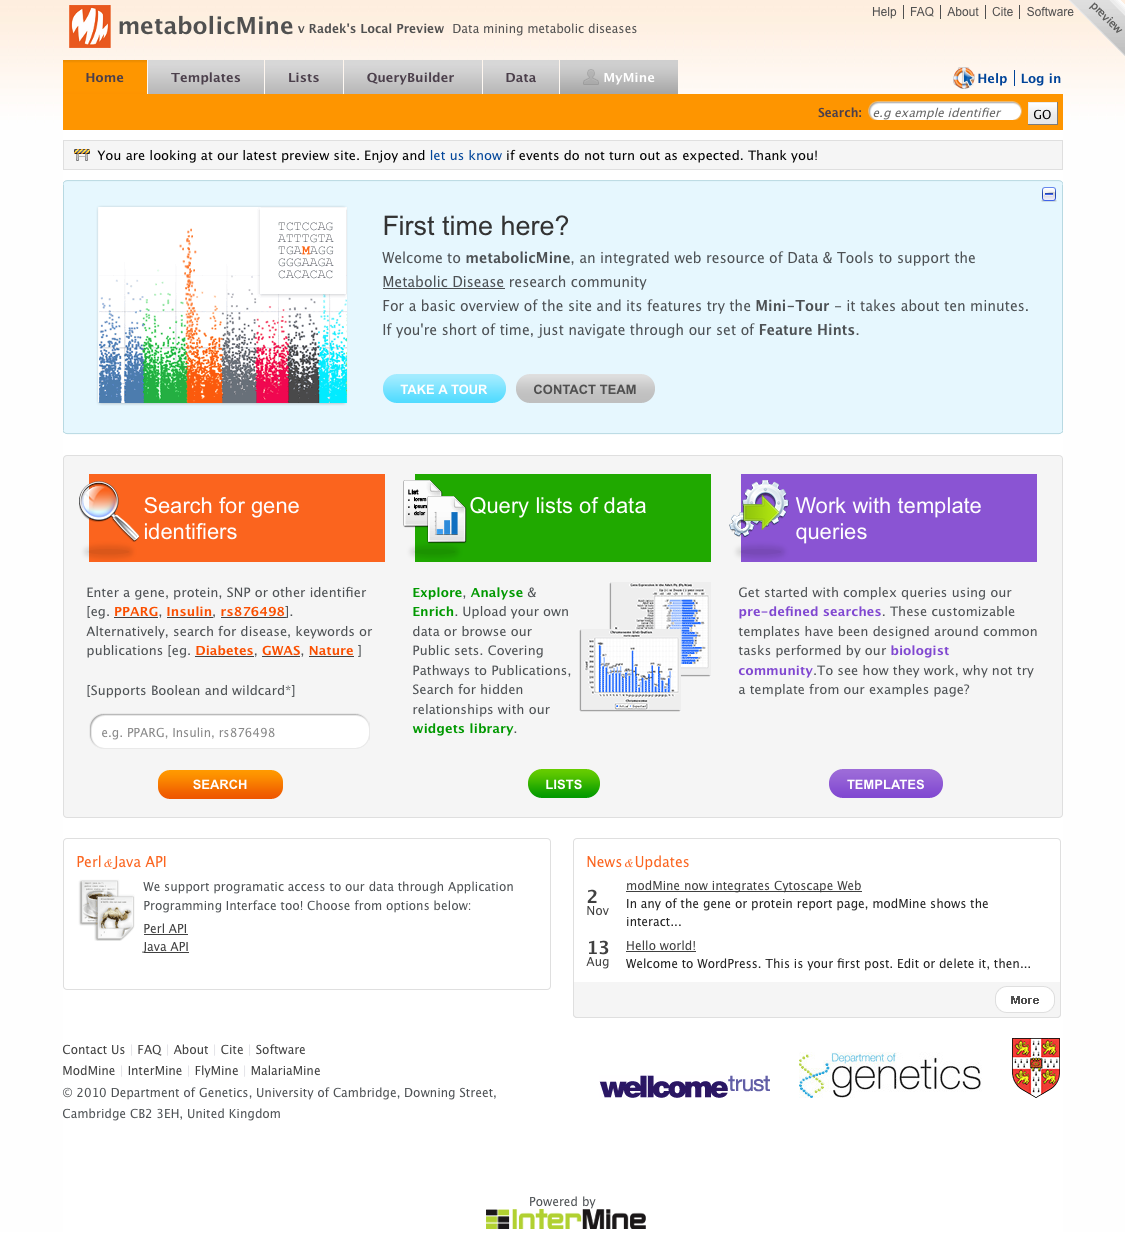 metabolicMine v Radek's Local Preview Data mining metabolic diseases
Help | FAQ | About | Cite | Software
preview
Home Templates Lists QueryBuilder Data MyMine
Help | Log in
Search: e.g example identifier GO
You are looking at our latest preview site. Enjoy and let us know if events do not turn out as expected. Thank you!
TCTCCAG
ATTTGTA
TGAMAGG
GGGAAGA
CACACAC
First time here?
Welcome to metabolicMine, an integrated web resource of Data & Tools to support the
Metabolic Disease research community
For a basic overview of the site and its features try the Mini-Tour - it takes about ten minutes.
If you're short of time, just navigate through our set of Feature Hints.
TAKE A TOUR CONTACT TEAM
Search for gene
identifiers
Enter a gene, protein, SNP or other identifier
[eg. PPARG, Insulin, rs876498].
Alternatively, search for disease, keywords or
publications [eg. Diabetes, GWAS, Nature ]
[Supports Boolean and wildcard*]
e.g. PPARG, Insulin, rs876498
SEARCH
List
lorem
ipsum
dolor
Query lists of data
Explore, Analyse &
Enrich. Upload your own
data or browse our
Public sets. Covering
Pathways to Publications,
Search for hidden
relationships with our
widgets library.
LISTS
Work with template
queries
Get started with complex queries using our
pre-defined searches. These customizable
templates have been designed around common
tasks performed by our biologist
community.To see how they work, why not try
a template from our examples page?
TEMPLATES
Perl & Java API
We support programatic access to our data through Application
Programming Interface too! Choose from options below:
Perl API
Java API
News & Updates
2
Nov
modMine now integrates Cytoscape Web
In any of the gene or protein report page, modMine shows the
interact...
13
Aug
Hello world!
Welcome to WordPress. This is your first post. Edit or delete it, then...
More
Contact Us | FAQ | About | Cite | Software
ModMine | InterMine | FlyMine | MalariaMine
© 2010 Department of Genetics, University of Cambridge, Downing Street,
Cambridge CB2 3EH, United Kingdom
wellcometrust
Department of
genetics
Powered by
InterMine